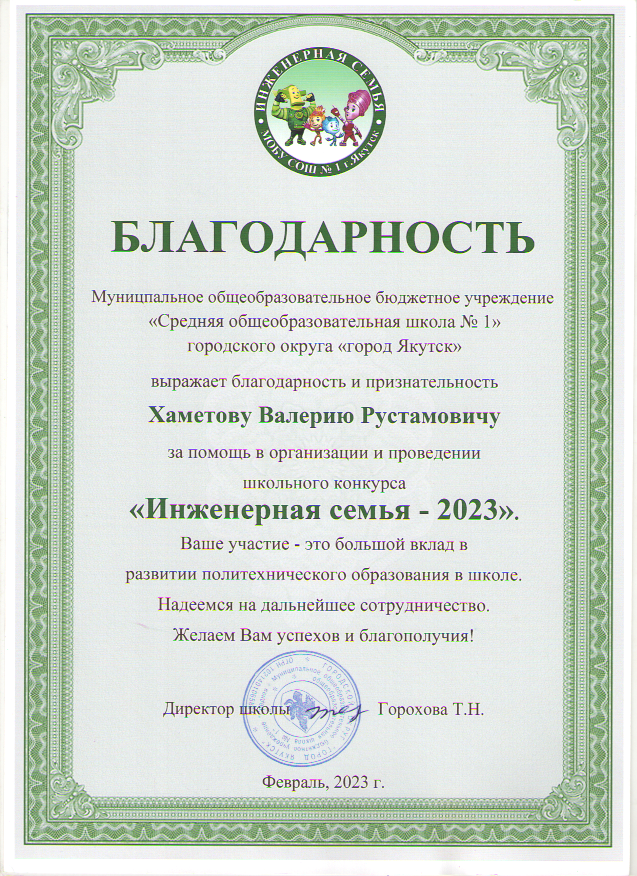 ИНЖЕНЕРНАЯ СЕМЬЯ
МОБУ СОШ № 1 г.Якутск
БЛАГОДАРНОСТЬ
Муницпальное общеобразовательное бюджетное учреждение
«Средняя общеобразовательная школа № 1»
городского округа «город Якутск»
выражает благодарность и признательность
Хаметову Валерию Рустамовичу
за помощь в организации и проведении
школьного конкурса
«Инженерная семья - 2023».
Ваше участие - это большой вклад в
развитии политехнического образования в школе.
Надеемся на дальнейшее сотрудничество.
Желаем Вам успехов и благополучия!
Директор школы Горохова Т.Н.
Февраль, 2023 г.